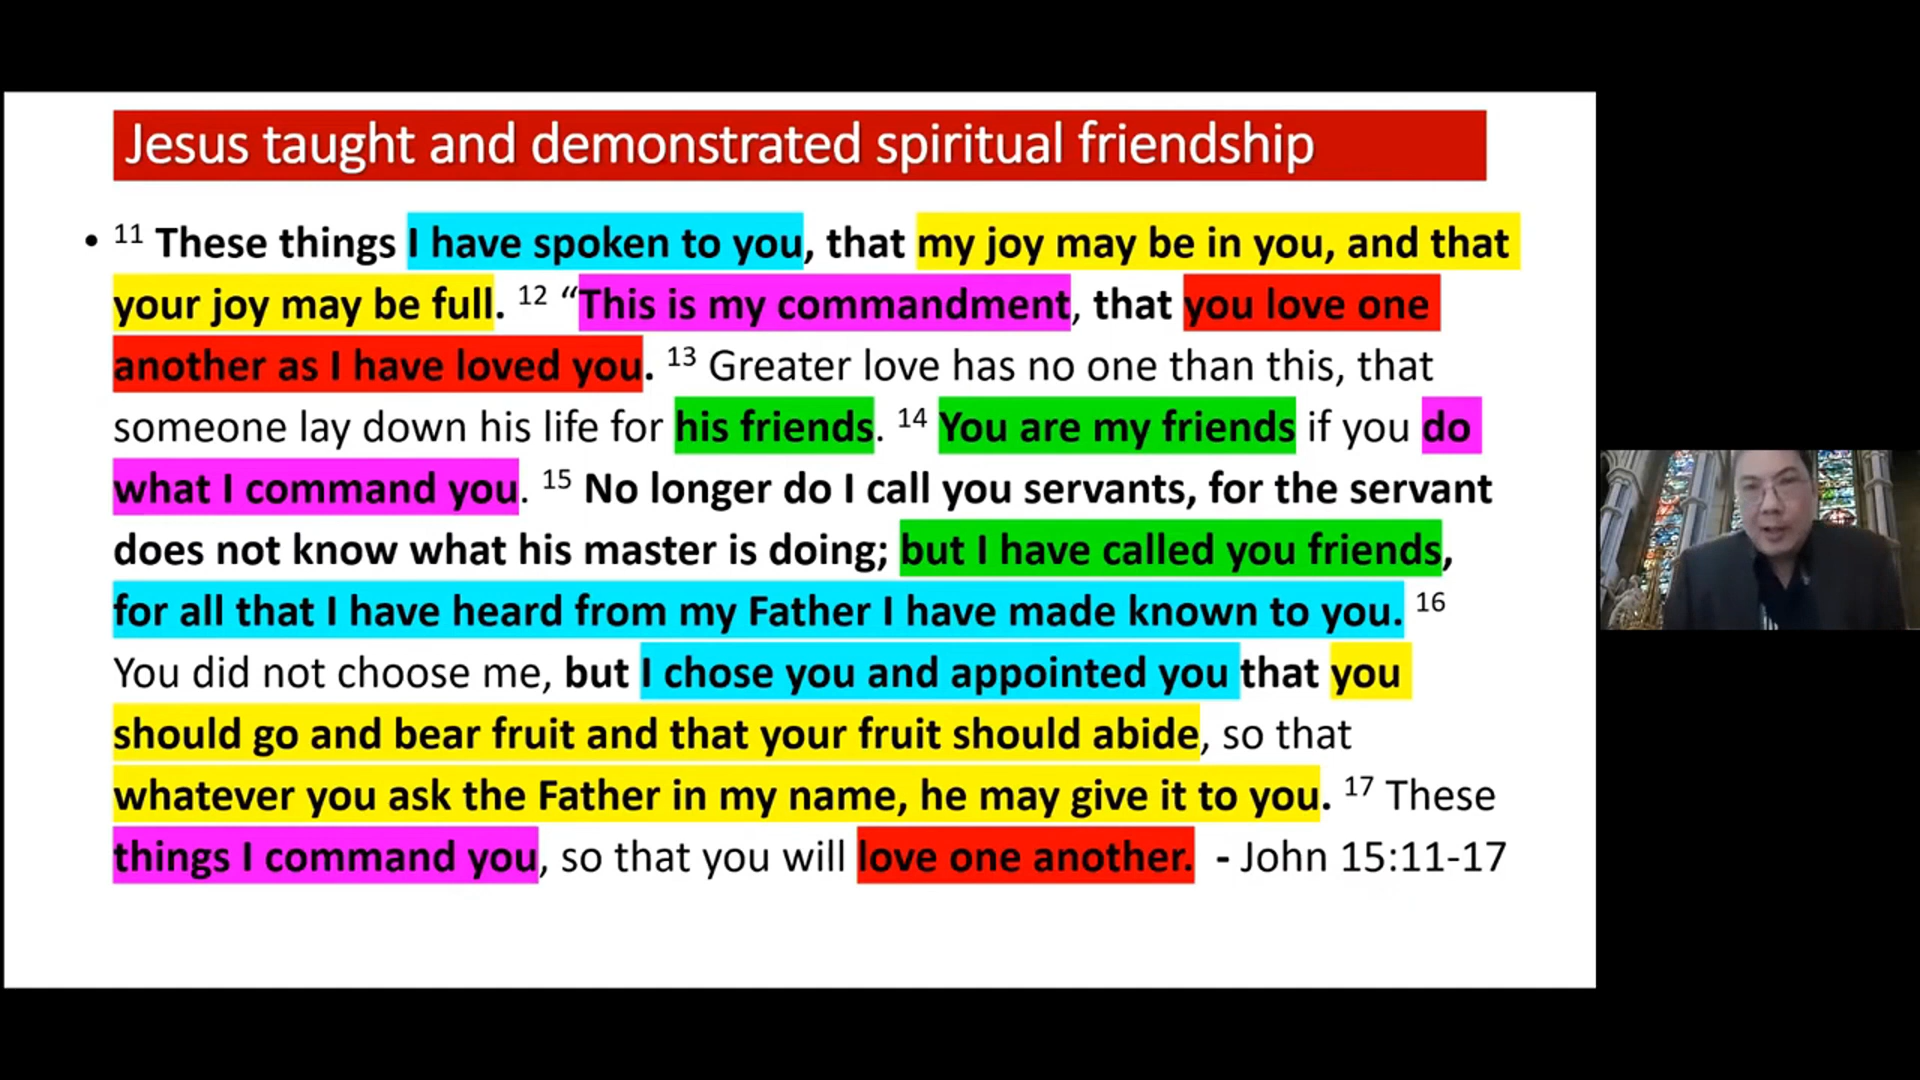 Jesus taught and demonstrated spiritual friendship
• 11 These things I have spoken to you, that my joy may be in you, and that
your joy may be full. 12 “This is my commandment, that you love one
another as I have loved you. 13 Greater love has no one than this, that
someone lay down his life for his friends. 14 You are my friends if you do
what I command you. 15 No longer do I call you servants, for the servant
does not know what his master is doing; but I have called you friends,
for all that I have heard from my Father I have made known to you. 16
You did not choose me, but I chose you and appointed you that you
should go and bear fruit and that your fruit should abide, so that
whatever you ask the Father in my name, he may give it to you. 17 These
things I command you, so that you will love one another. - John 15:11-17